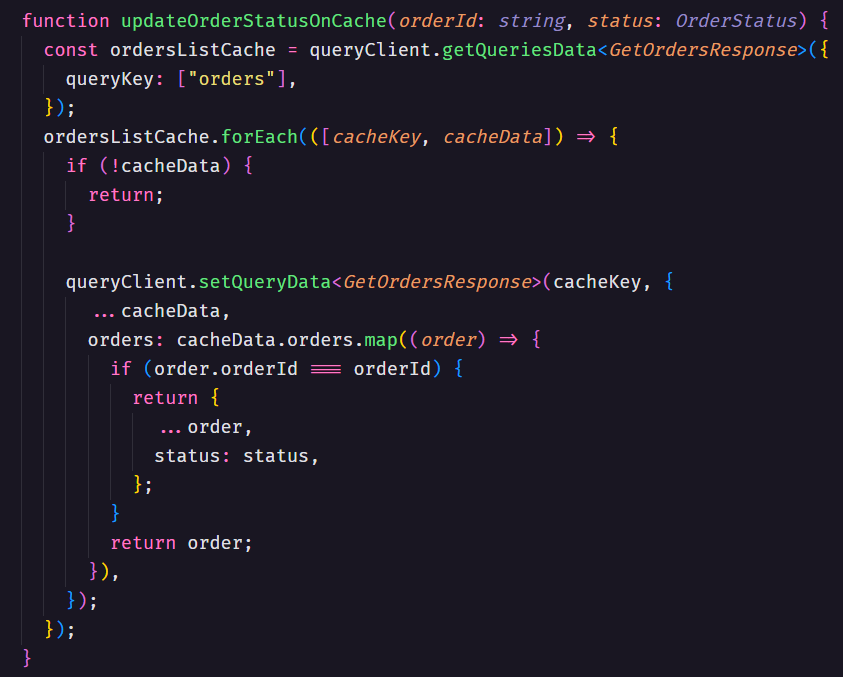 function updateOrderStatusOnCache(orderId: string, status: OrderStatus) {
  const ordersListCache = queryClient.getQueriesData<GetOrdersResponse>({
    queryKey: ["orders"],
  });
  ordersListCache.forEach(([cacheKey, cacheData]) => {
    if (!cacheData) {
      return;
    }

    queryClient.setQueryData<GetOrdersResponse>(cacheKey, {
      ...cacheData,
      orders: cacheData.orders.map((order) => {
        if (order.orderId === orderId) {
          return {
            ...order,
            status: status,
          };
        }
        return order;
      }),
    });
  });
}